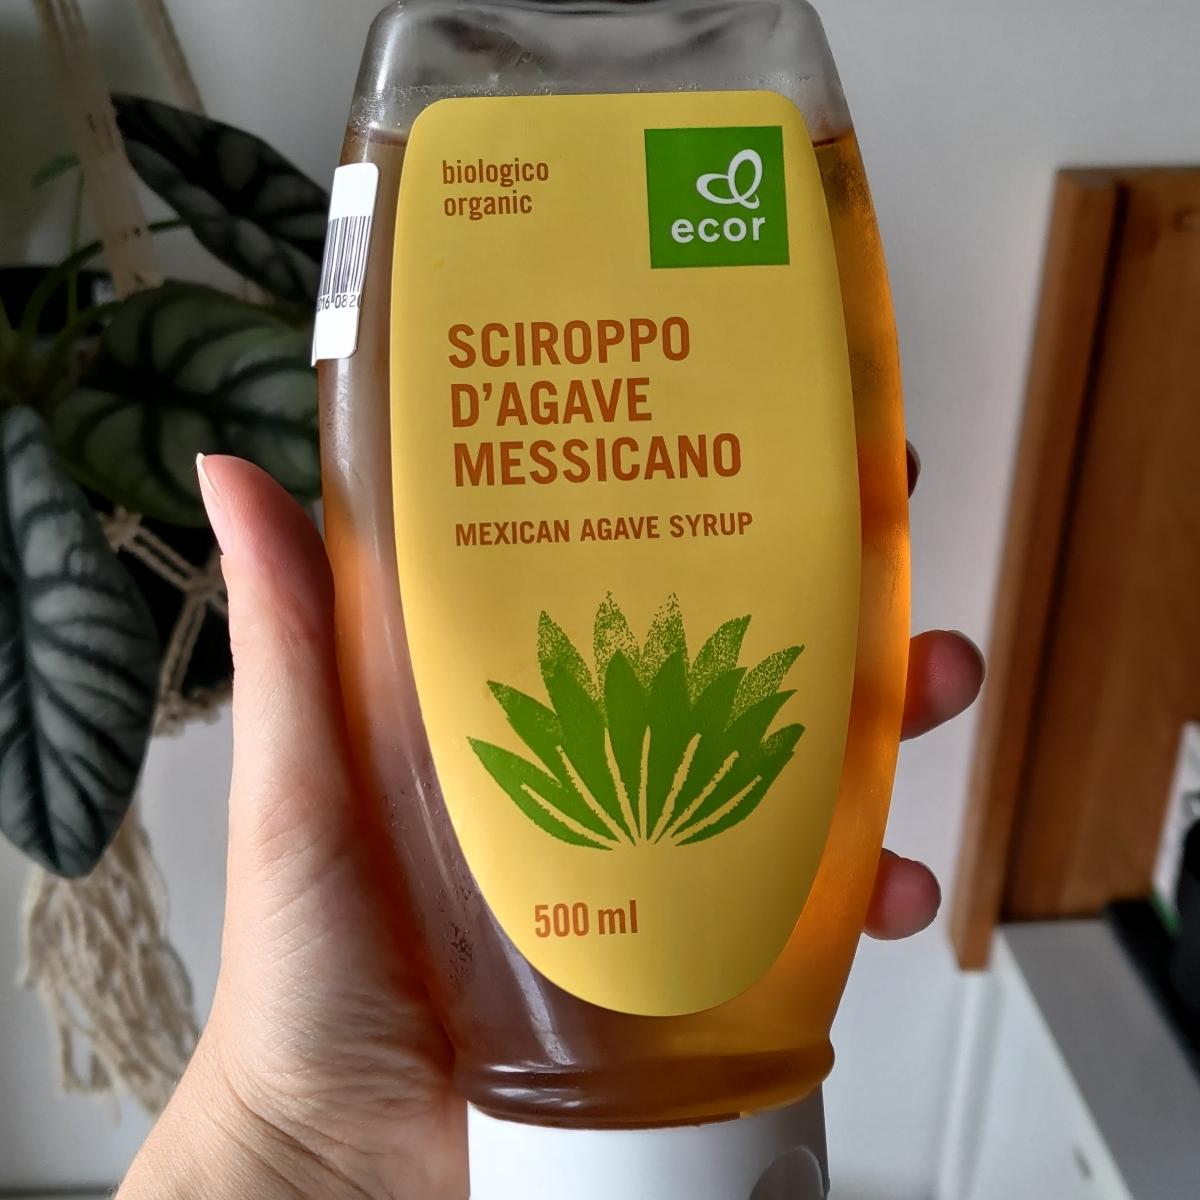 biologico
organic
ecor
SCIROPPO
D'AGAVE
MESSICANO
MEXICAN AGAVE SYRUP
500 ml